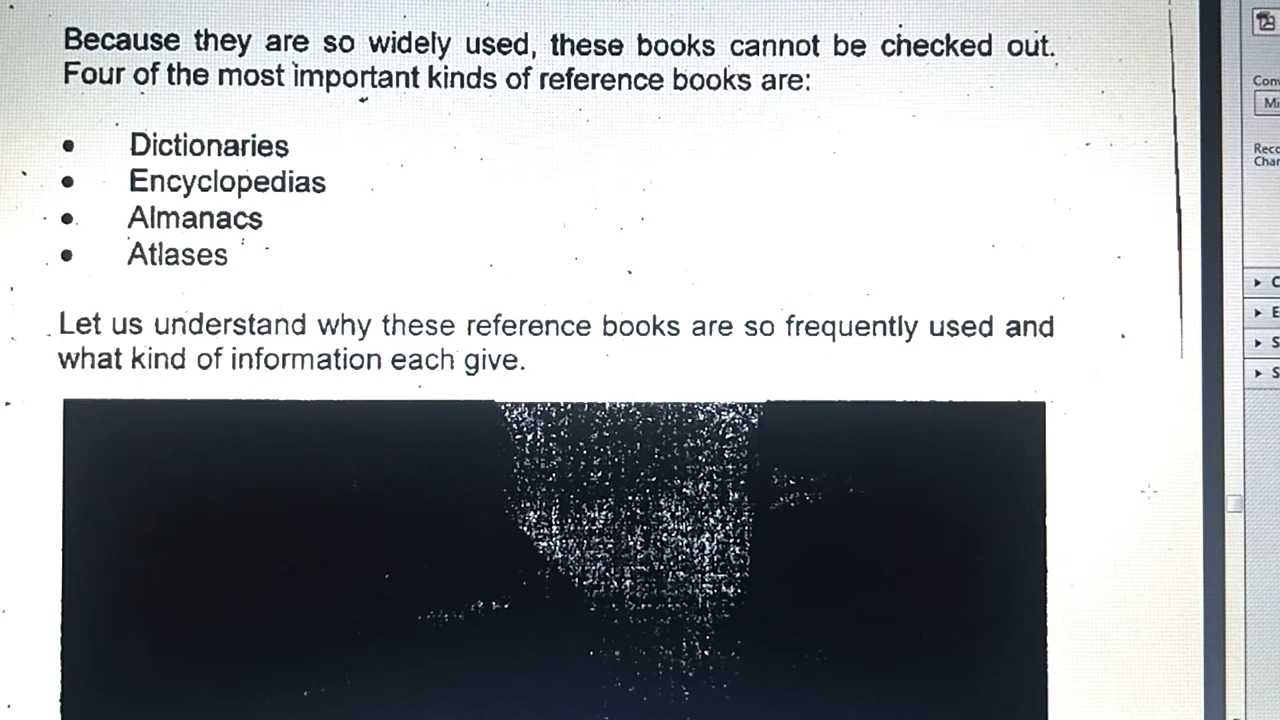 Because they are so widely used, these books cannot be checked out.
Four of the most important kinds of reference books are:
• Dictionaries
• Encyclopedias
• Almanacs
• Atlases
Let us understand why these reference books are so frequently used and
what kind of information each give.